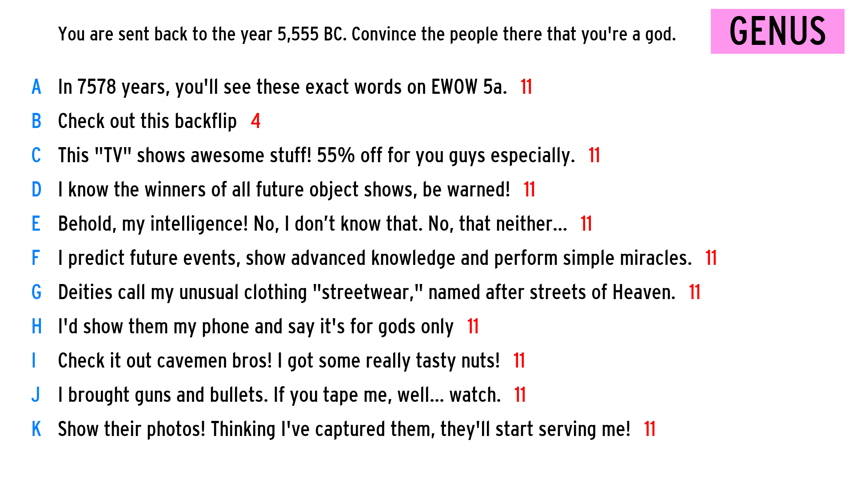 You are sent back to the year 5,555 BC. Convince the people there that you're a god.
GENUS
A In 7578 years, you'll see these exact words on EWOW 5a. 11
B Check out this backflip 4
C This "TV" shows awesome stuff! 55% off for you guys especially. 11
D I know the winners of all future object shows, be warned! 11
E Behold, my intelligence! No, I don’t know that. No, that neither... 11
F I predict future events, show advanced knowledge and perform simple miracles. 11
G Deities call my unusual clothing "streetwear," named after streets of Heaven. 11
H I'd show them my phone and say it's for gods only 11
I Check it out cavemen bros! I got some really tasty nuts! 11
J I brought guns and bullets. If you tape me, well... watch. 11
K Show their photos! Thinking I've captured them, they'll start serving me! 11